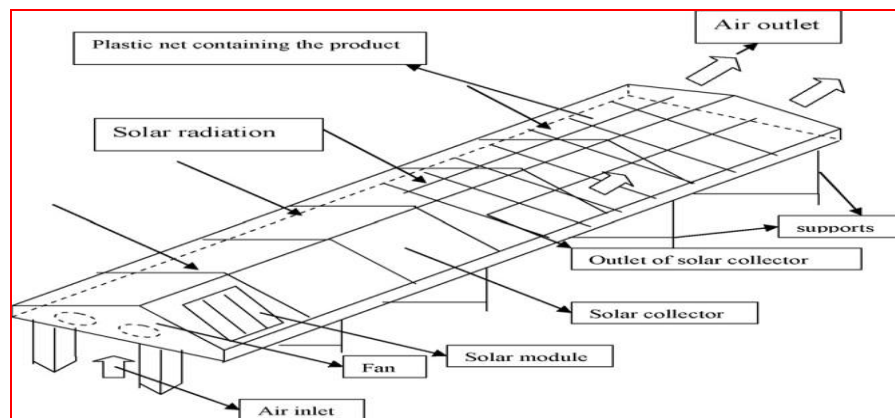 Air outlet
Plastic net containing the product
Solar radiation
supports
Outlet of solar collector
Solar collector
Solar module
Fan
Air inlet